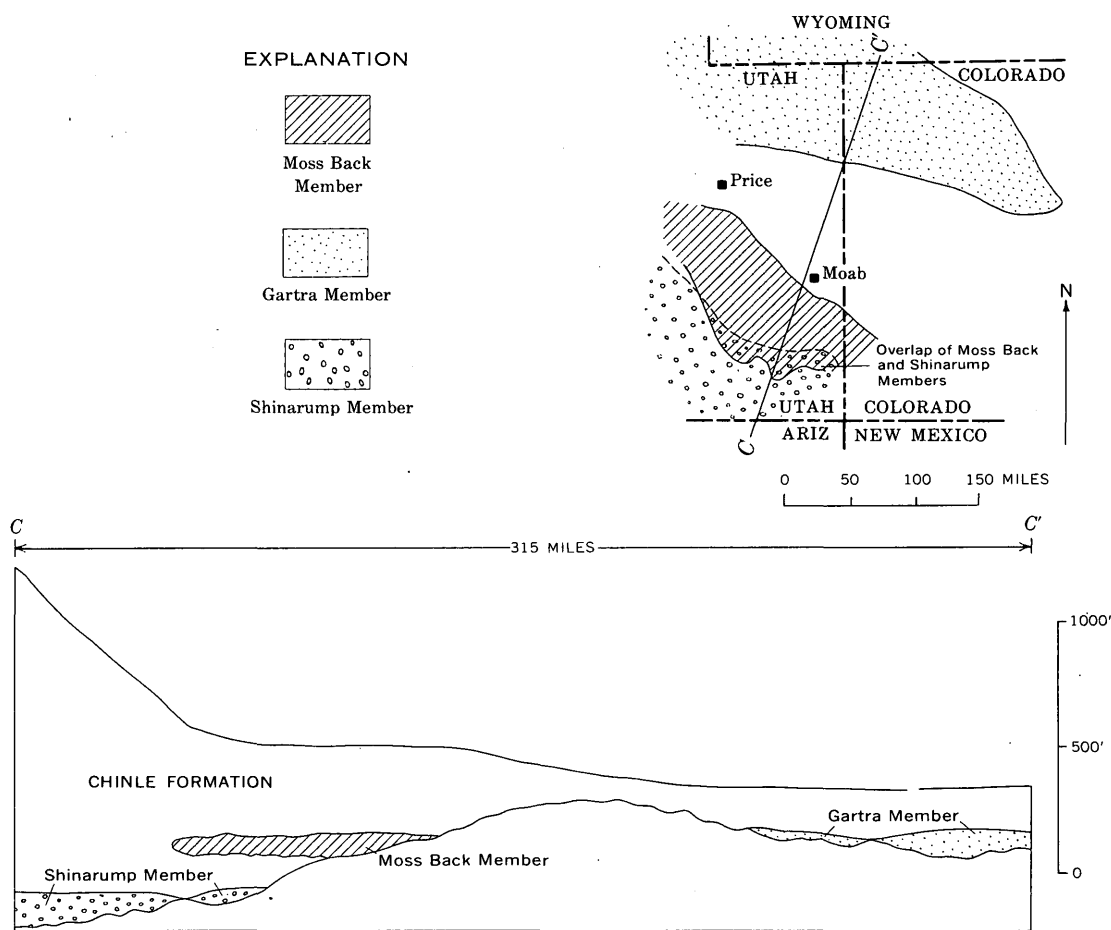 EXPLANATION
Moss Back
Member
Gartra Member
Shinarump Member
WYOMING
C'
UTAH
COLORADO
Price
Moab
N
Overlap of Moss Back
and Shinarump
Members
UTAH
COLORADO
ARIZ
NEW MEXICO
C
0 50 100 150 MILES
C
C'
315 MILES
1000'
500'
0
CHINLE FORMATION
Gartra Member
Moss Back Member
Shinarump Member